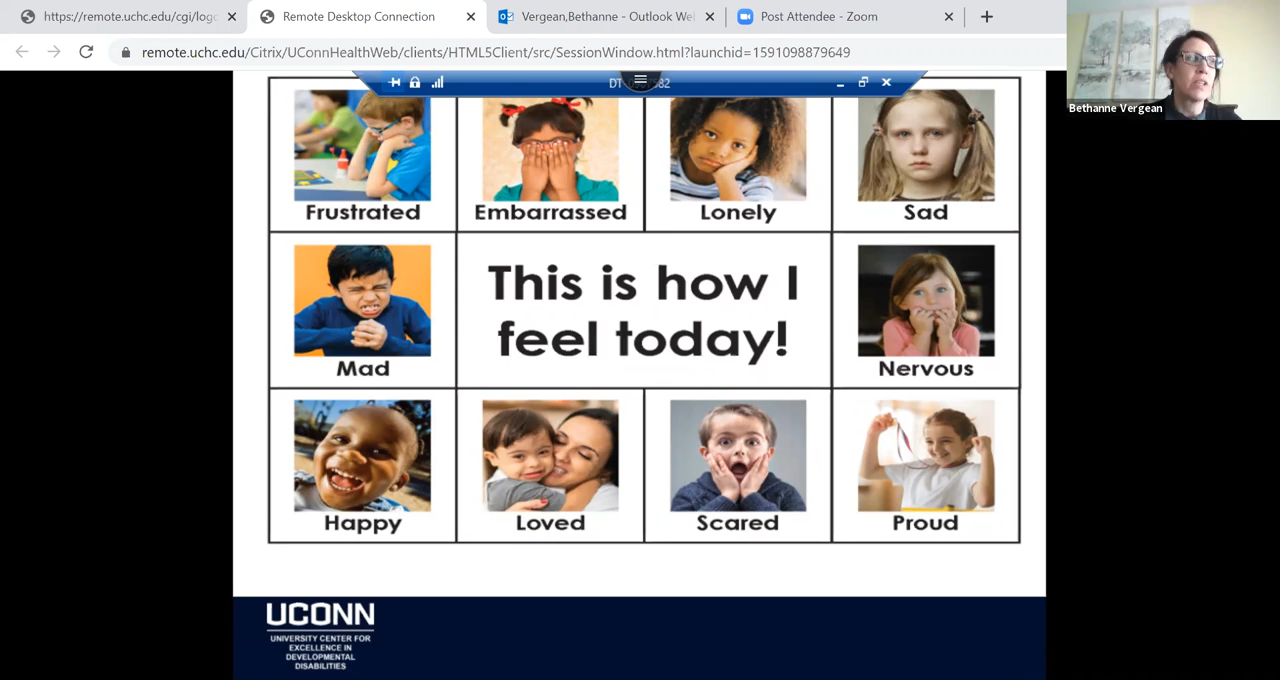 https://remote.uchc.edu/cgi/log
Remote Desktop Connection
Vergean,Bethanne - Outlook We
Post Attendee - Zoom
remote.uchc.edu/Citrix/UConnHealthWeb/clients/HTML5Client/src/SessionWindow.html?launchid=1591098879649
Bethanne Vergean
Frustrated
Embarrassed
Lonely
Sad
Mad
This is how I
feel today!
Nervous
Happy
Loved
Scared
Proud
UCONN
UNIVERSITY CENTER FOR
EXCELLENCE IN
DEVELOPMENTAL
DISABILITIES